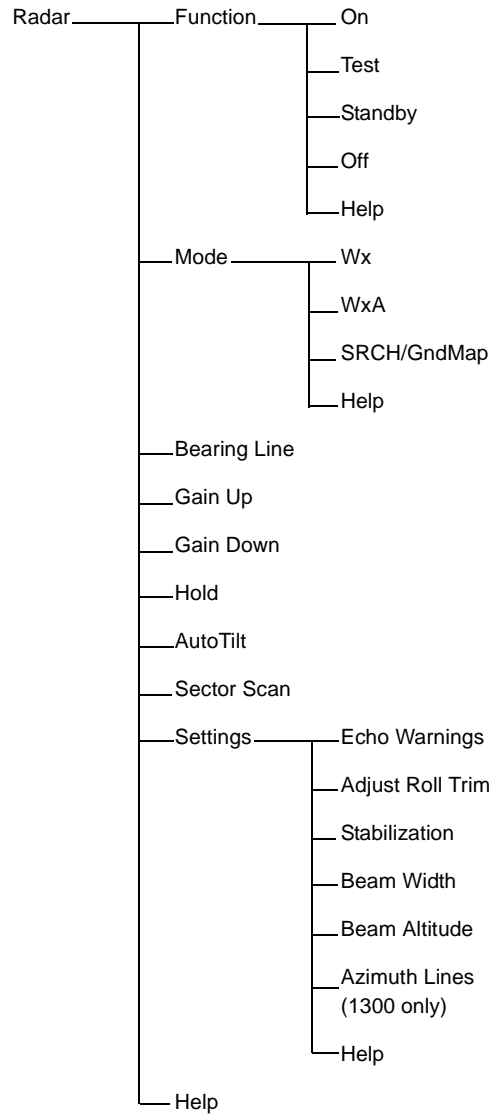 Radar Function On
Test
Standby
Off
Help
Mode Wx
WxA
SRCH/GndMap
Help
Bearing Line
Gain Up
Gain Down
Hold
AutoTilt
Sector Scan
Settings Echo Warnings
Adjust Roll Trim
Stabilization
Beam Width
Beam Altitude
Azimuth Lines
(1300 only)
Help
Help